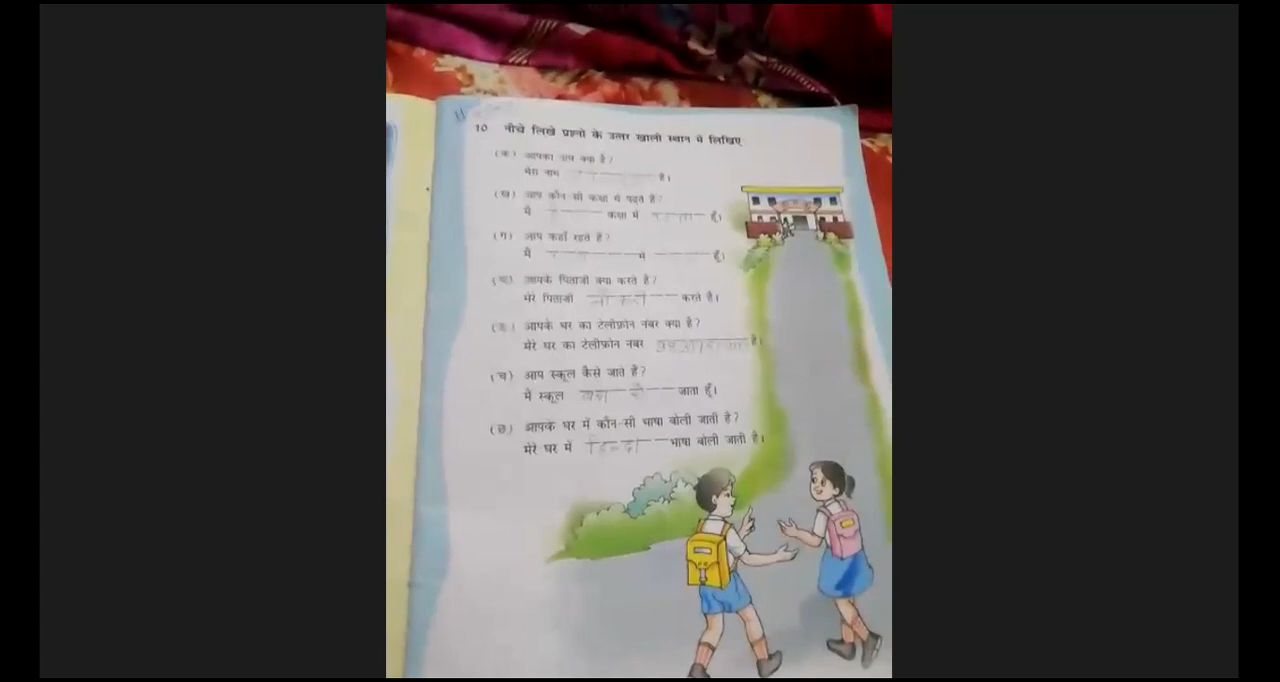 10 नीचे लिखे प्रश्नों के उत्तर खाली स्थान में लिखिए
(क) आपका नाम क्या है?
मेरा नाम है।
(ख) आप कौन-सी कक्षा में पढ़ते हैं?
मैं कक्षा में हूँ।
(ग) आप कहाँ रहते हैं?
मैं में हूँ।
(घ) आपके पिताजी क्या करते हैं?
मेरे पिताजी करते हैं।
(ङ) आपके घर का टेलीफ़ोन नंबर क्या है?
मेरे घर का टेलीफ़ोन नंबर है।
(च) आप स्कूल कैसे जाते हैं?
मैं स्कूल बस से जाता हूँ।
(छ) आपके घर में कौन-सी भाषा बोली जाती है?
मेरे घर में हिन्दी भाषा बोली जाती है।